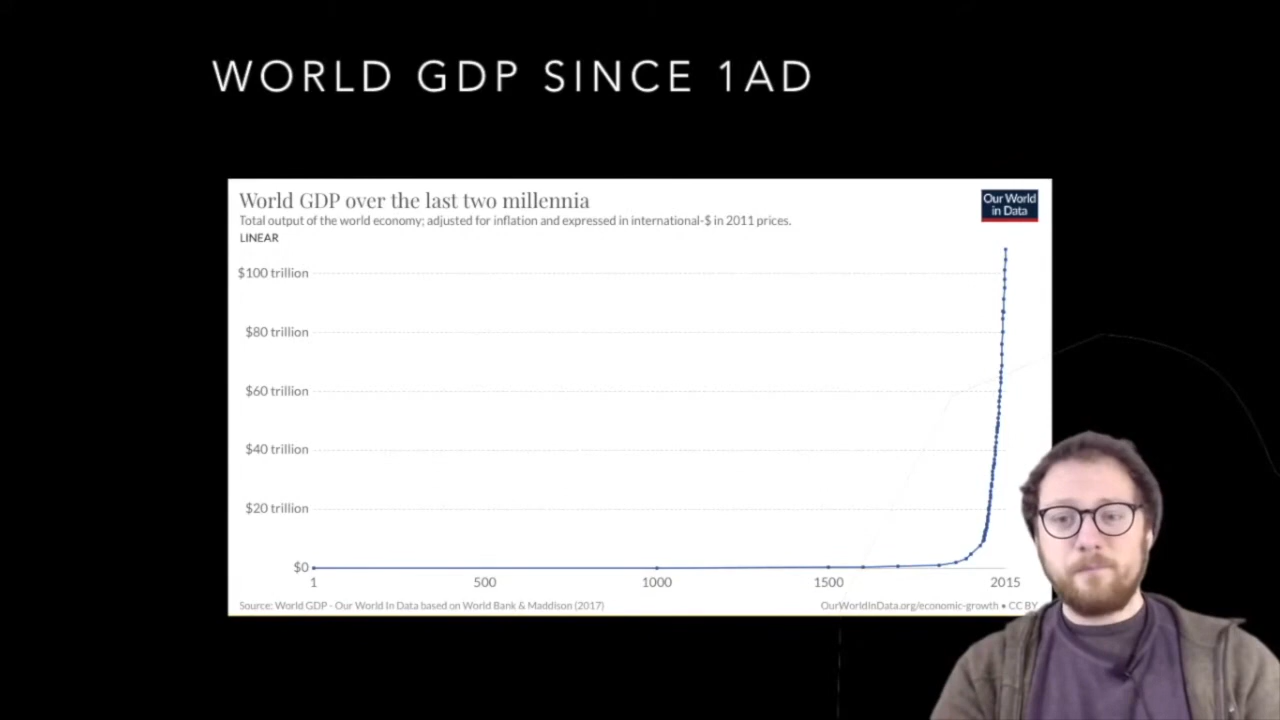 WORLD GDP SINCE 1AD
World GDP over the last two millennia
Our World
in Data
Total output of the world economy; adjusted for inflation and expressed in international-$ in 2011 prices.
LINEAR
$100 trillion
$80 trillion
$60 trillion
$40 trillion
$20 trillion
$0
1 500 1000 1500 2015
Source: World GDP - Our World In Data based on World Bank & Maddison (2017)
OurWorldInData.org/economic-growth • CC BY